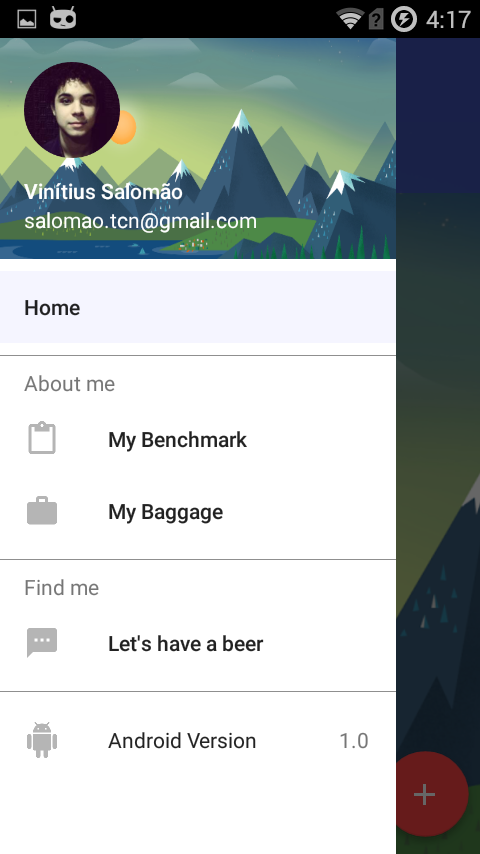 4:17
Vinítius Salomão
salomao.tcn@gmail.com
Home
About me
My Benchmark
My Baggage
Find me
Let's have a beer
Android Version 1.0